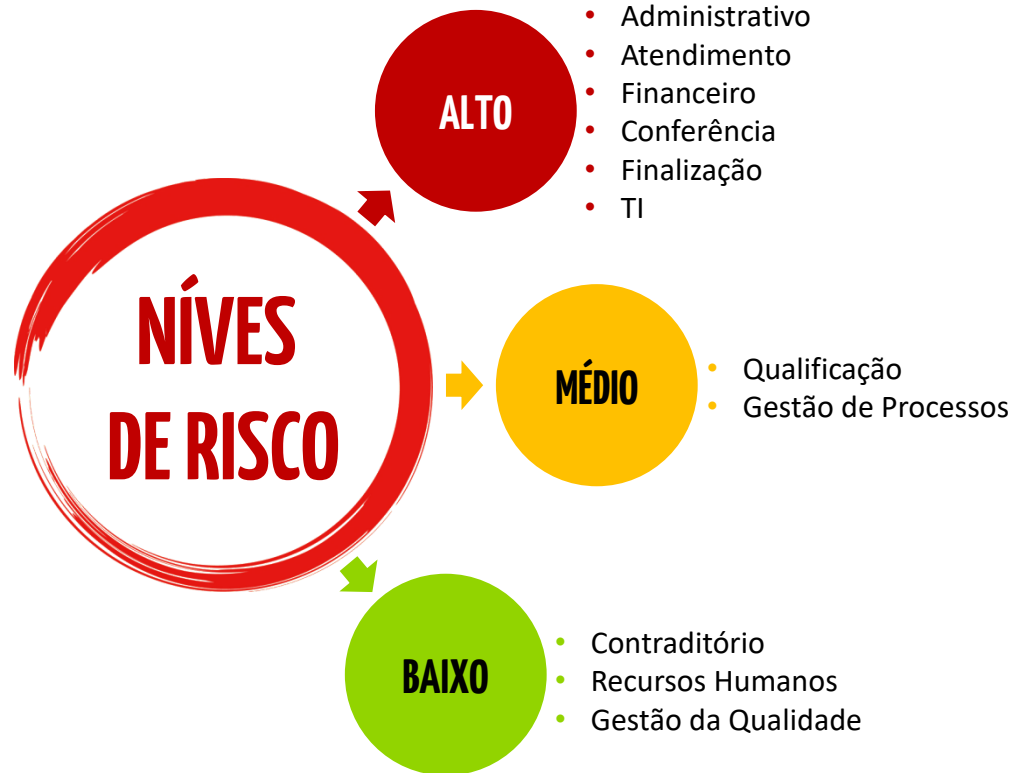 NÍVES
DE RISCO
ALTO
• Administrativo
• Atendimento
• Financeiro
• Conferência
• Finalização
• TI
MÉDIO
• Qualificação
• Gestão de Processos
BAIXO
• Contraditório
• Recursos Humanos
• Gestão da Qualidade